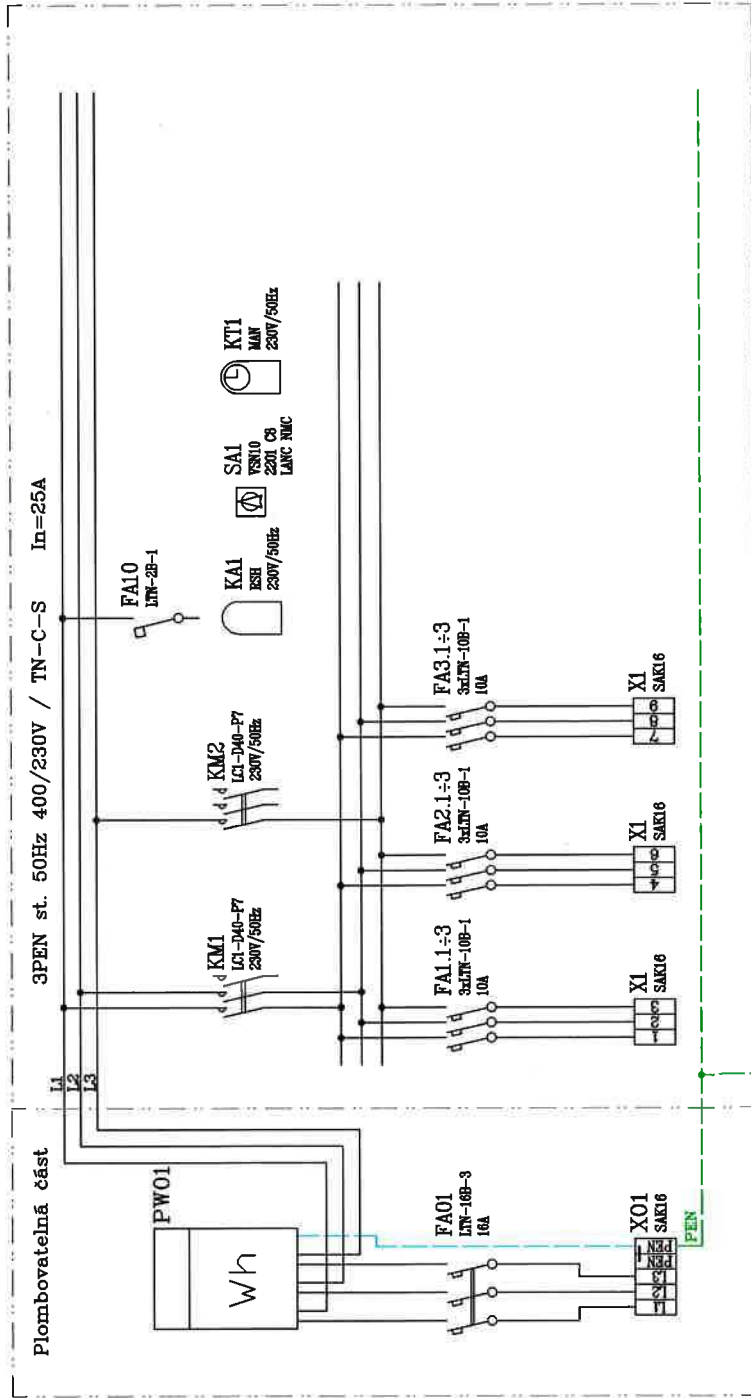 Plombovatelná část
3PEN st. 50Hz 400/230V / TN-C-S In=25A
L1
L2
L3
PW01
Wh
FA01
LTN-16B-3
16A
X01
SAK16
L1
L2
L3
PEN
PEN
PEN
KM1
LC1-D40-P7
230V/50Hz
KM2
LC1-D40-P7
230V/50Hz
FA10
LTN-2B-1
KA1
RSH
230V/50Hz
SA1
VSN10
2201 C8
LANC NMC
KT1
MAN
230V/50Hz
FA1.1÷3
3xLTN-10B-1
10A
FA2.1÷3
3xLTN-10B-1
10A
FA3.1÷3
3xLTN-10B-1
10A
X1
SAK16
1
2
3
X1
SAK16
4
5
6
X1
SAK16
7
8
9